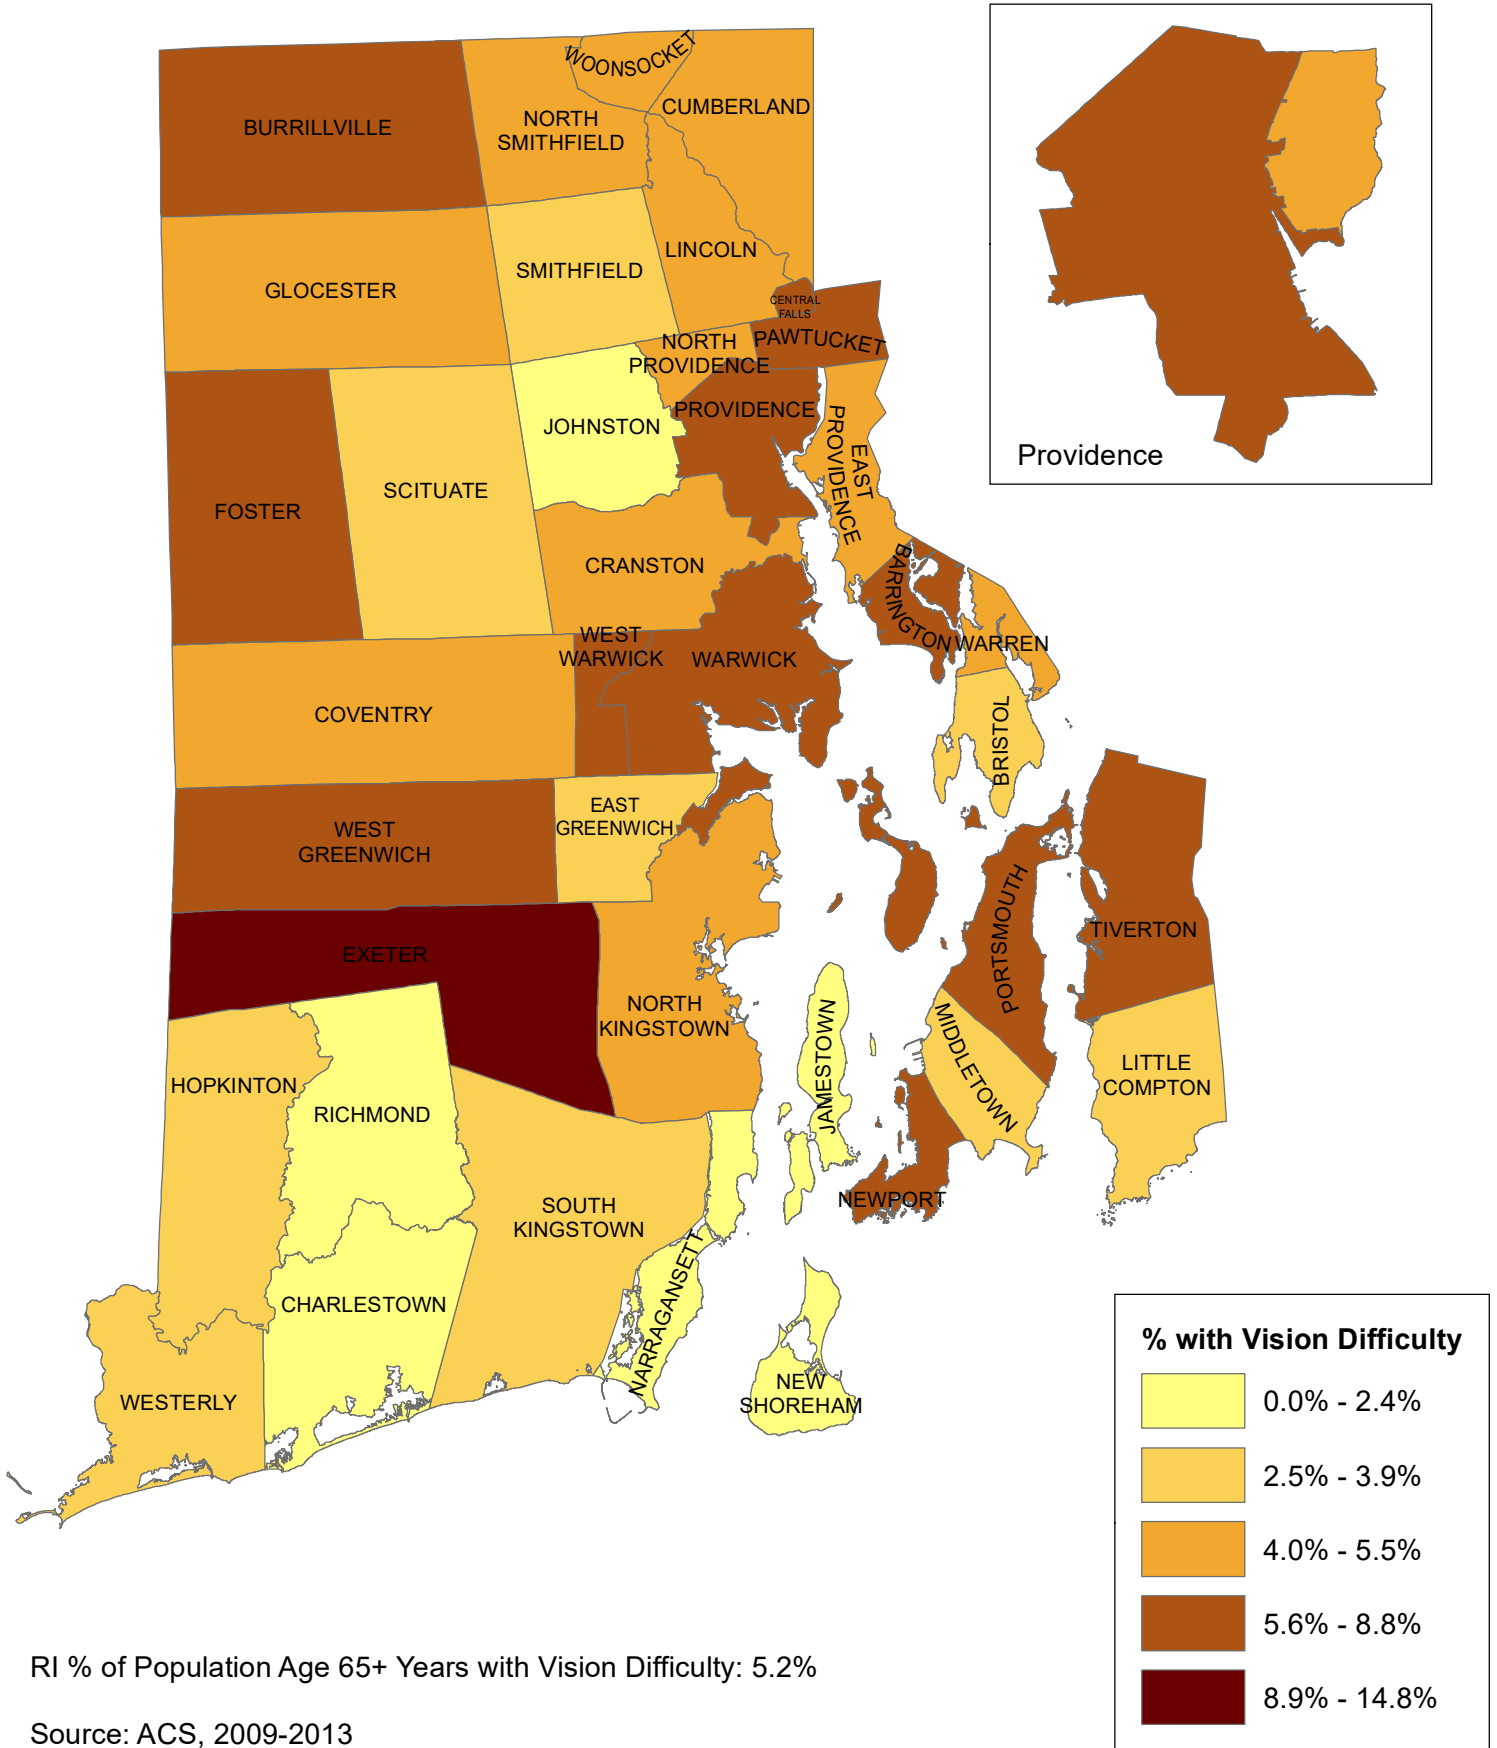 WOONSOCKET
CUMBERLAND
BURRILLVILLE
NORTH
SMITHFIELD
LINCOLN
SMITHFIELD
GLOCESTER
CENTRAL
FALLS
NORTH
PROVIDENCE
PAWTUCKET
PROVIDENCE
JOHNSTON
EAST
PROVIDENCE
Providence
SCITUATE
FOSTER
CRANSTON
BARRINGTON
WARREN
WEST
WARWICK
WARWICK
COVENTRY
BRISTOL
EAST
GREENWICH
WEST
GREENWICH
PORTSMOUTH
TIVERTON
EXETER
NORTH
KINGSTOWN
JAMESTOWN
MIDDLETOWN
LITTLE
COMPTON
HOPKINTON
RICHMOND
SOUTH
KINGSTOWN
NEWPORT
NARRAGANSETT
CHARLESTOWN
NEW
SHOREHAM
WESTERLY
% with Vision Difficulty
0.0% - 2.4%
2.5% - 3.9%
4.0% - 5.5%
5.6% - 8.8%
8.9% - 14.8%
RI % of Population Age 65+ Years with Vision Difficulty: 5.2%
Source: ACS, 2009-2013